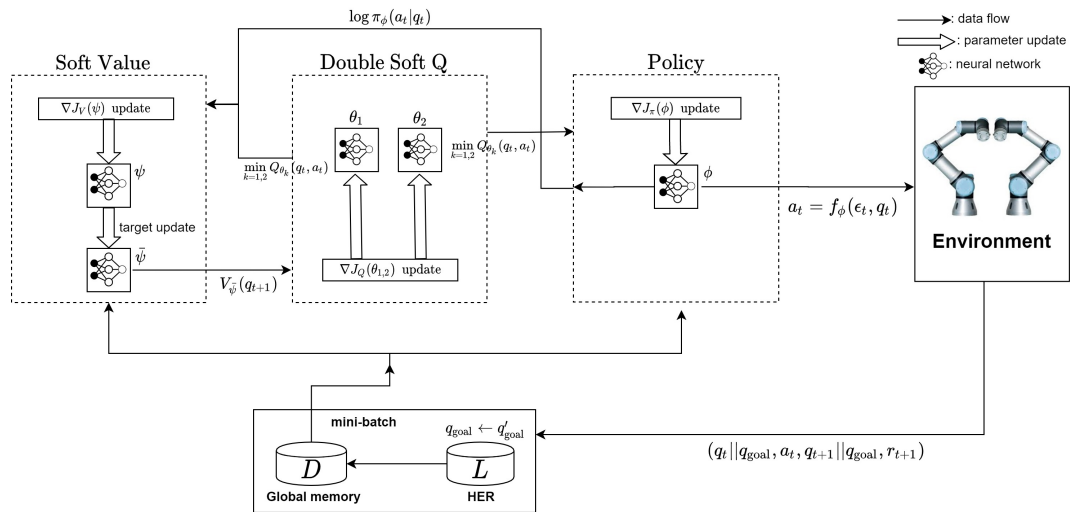 log π_ϕ(a_t|q_t)
: data flow
: parameter update
: neural network
Soft Value
Double Soft Q
Policy
∇J_V(ψ) update
ψ
target update
ψ̄
V_ψ̄(q_{t+1})
θ_1
θ_2
min_{k=1,2} Q_{θ_k}(q_t, a_t)
min_{k=1,2} Q_{θ_k}(q_t, a_t)
∇J_Q(θ_{1,2}) update
∇J_π(ϕ) update
ϕ
a_t = f_ϕ(ϵ_t, q_t)
Environment
mini-batch
q_goal ← q'_goal
D
L
Global memory
HER
(q_t||q_goal, a_t, q_{t+1}||q_goal, r_{t+1})